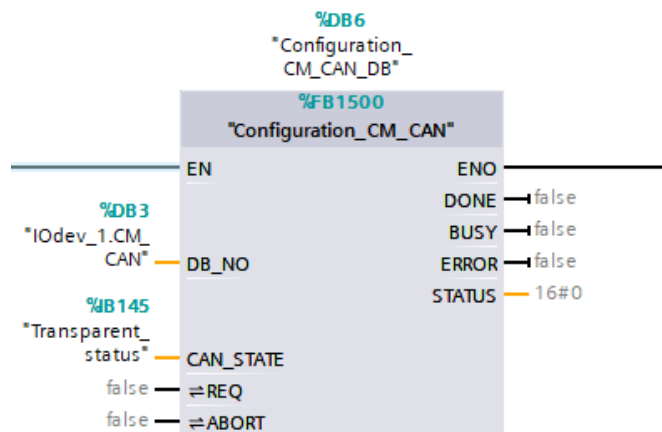 %DB6
"Configuration_
CM_CAN_DB"
%FB1500
"Configuration_CM_CAN"
EN
ENO
DONE
false
BUSY
false
%DB3
"IOdev_1.CM_
CAN"
DB_NO
ERROR
false
STATUS
16#0
%IB145
"Transparent_
status"
CAN_STATE
false
⇌REQ
false
⇌ABORT